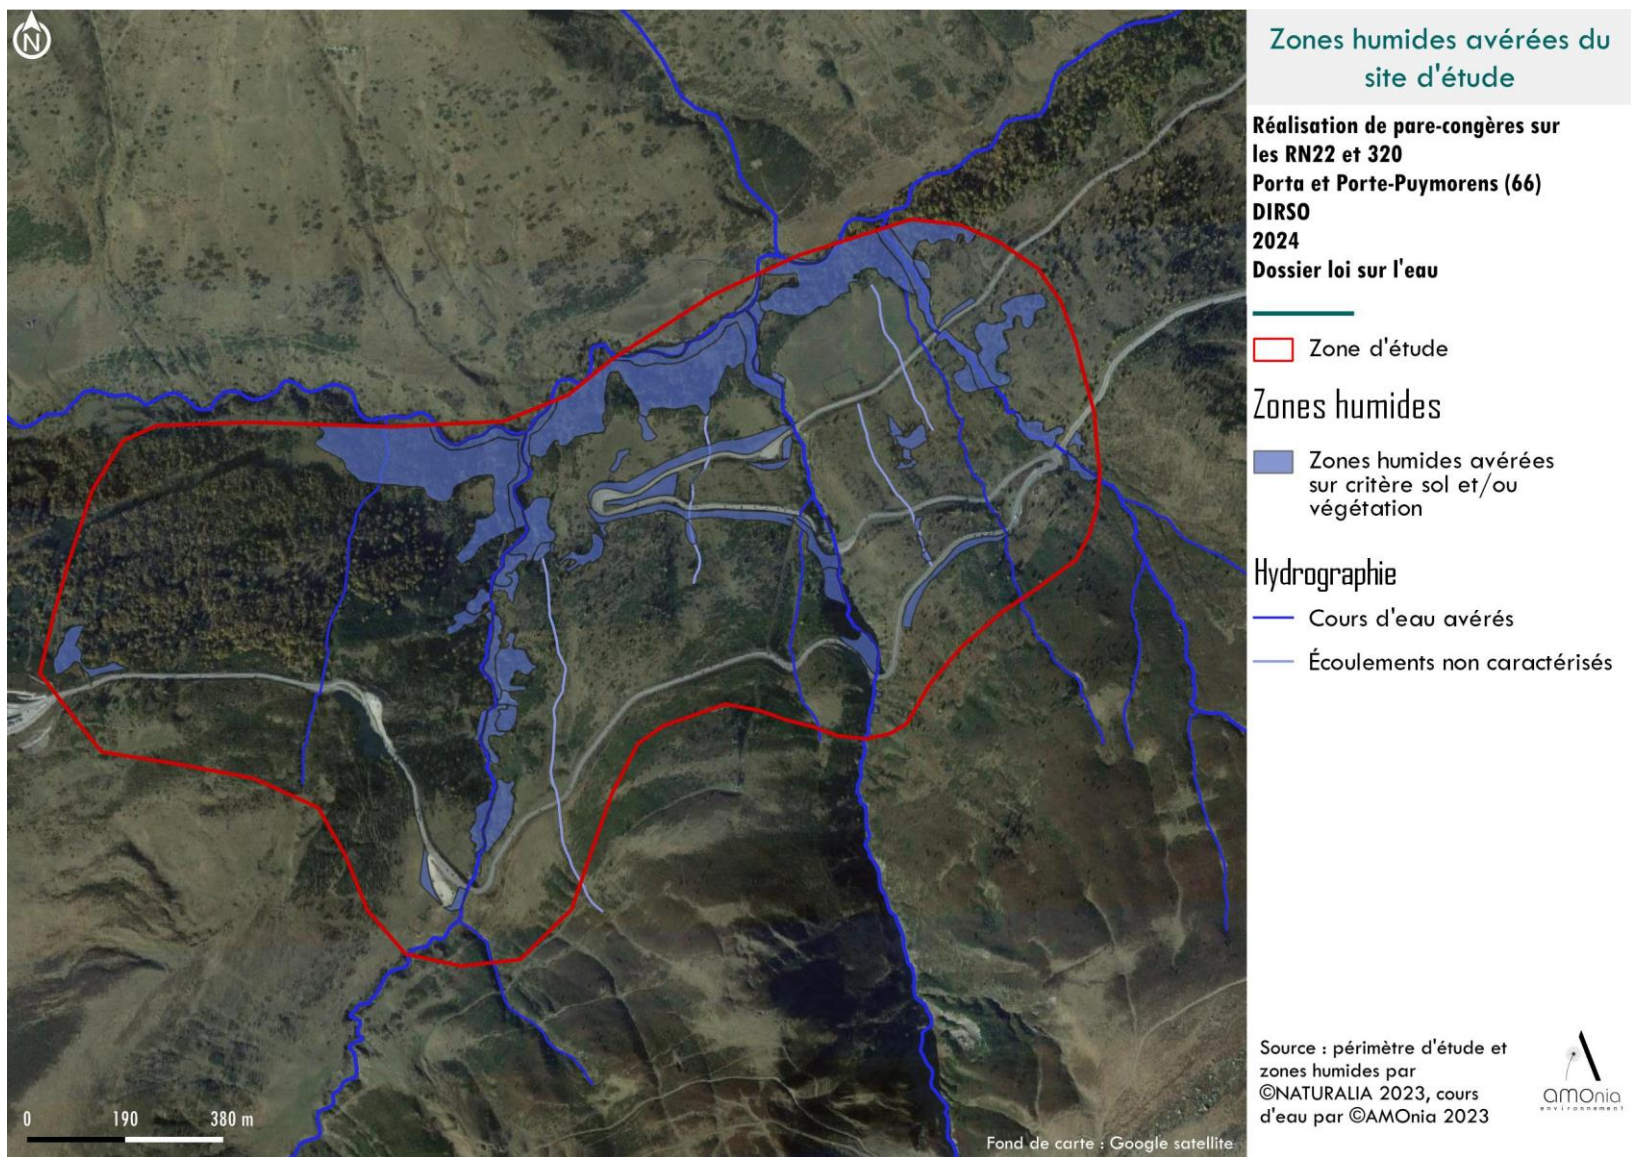 N
Zones humides avérées du
site d'étude
Réalisation de pare-congères sur
les RN22 et 320
Porta et Porte-Puymorens (66)
DIRSO
2024
Dossier loi sur l'eau
Zone d'étude
Zones humides
Zones humides avérées
sur critère sol et/ou
végétation
Hydrographie
Cours d'eau avérés
Écoulements non caractérisés
Source : périmètre d'étude et
zones humides par
©NATURALIA 2023, cours
d'eau par ©AMOnia 2023
amonia
environnement
0 190 380 m
Fond de carte : Google satellite